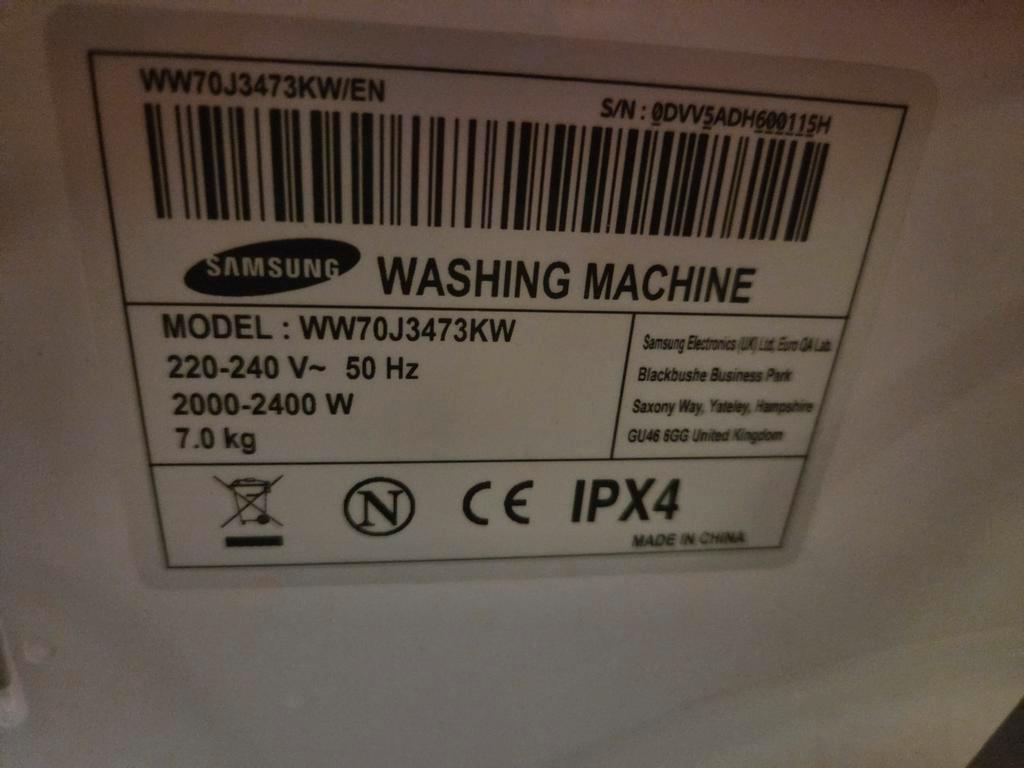 WW70J3473KW/EN
S/N : 0DVV5ADH600115H
SAMSUNG WASHING MACHINE
MODEL : WW70J3473KW
220-240 V~ 50 Hz
2000-2400 W
7.0 kg
Samsung Electronics (UK) Ltd, Euro QA Lab.
Blackbushe Business Park
Saxony Way, Yateley, Hampshire
GU46 6GG United Kingdom
N CE IPX4
MADE IN CHINA